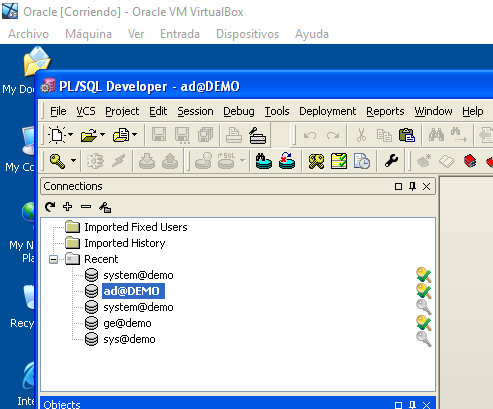 Oracle [Corriendo] - Oracle VM VirtualBox
Archivo Máquina Ver Entrada Dispositivos Ayuda
My Do
PL/SQL Developer - ad@DEMO
File VCS Project Edit Session Debug Tools Deployment Reports Window Help
SQL
My Co
Connections
Imported Fixed Users
My N
Pla
Imported History
Recent
system@demo
ad@DEMO
system@demo
Recy
ge@demo
sys@demo
Inte
Objects